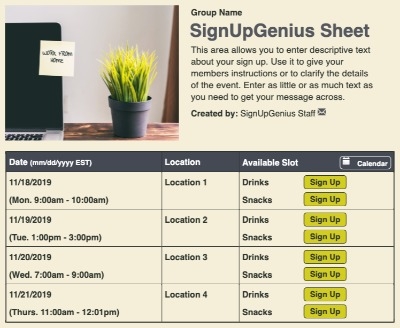 WORK FROM
HOME
Group Name
SignUpGenius Sheet
This area allows you to enter descriptive text
about your sign up. Use it to give your
members instructions or to clarify the details
of the event. Enter as little or as much text as
you need to get your message across.
Created by: SignUpGenius Staff
Date (mm/dd/yyyy EST) Location Available Slot Calendar
11/18/2019 Location 1 Drinks Sign Up
(Mon. 9:00am - 10:00am) Snacks Sign Up
11/19/2019 Location 2 Drinks Sign Up
(Tue. 1:00pm - 3:00pm) Snacks Sign Up
11/20/2019 Location 3 Drinks Sign Up
(Wed. 7:00am - 9:00am) Snacks Sign Up
11/21/2019 Location 4 Drinks Sign Up
(Thurs. 11:00am - 12:01pm) Snacks Sign Up